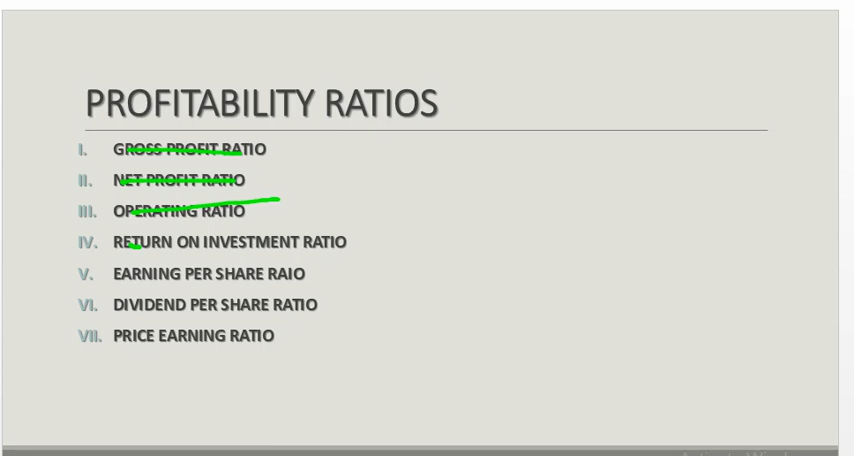 PROFITABILITY RATIOS
I. GROSS PROFIT RATIO
II. NET PROFIT RATIO
III. OPERATING RATIO
IV. RETURN ON INVESTMENT RATIO
V. EARNING PER SHARE RAIO
VI. DIVIDEND PER SHARE RATIO
VII. PRICE EARNING RATIO